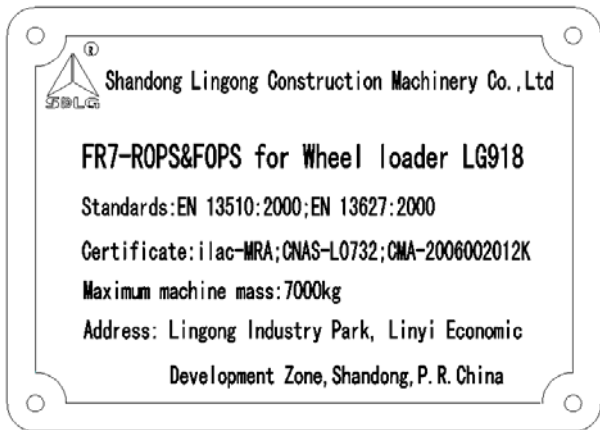 ®
SDLG
Shandong Lingong Construction Machinery Co.,Ltd
FR7-ROPS&FOPS for Wheel loader LG918
Standards:EN 13510:2000;EN 13627:2000
Certificate:ilac-MRA;CNAS-L0732;CMA-2006002012K
Maximum machine mass:7000kg
Address: Lingong Industry Park, Linyi Economic
Development Zone,Shandong,P.R.China